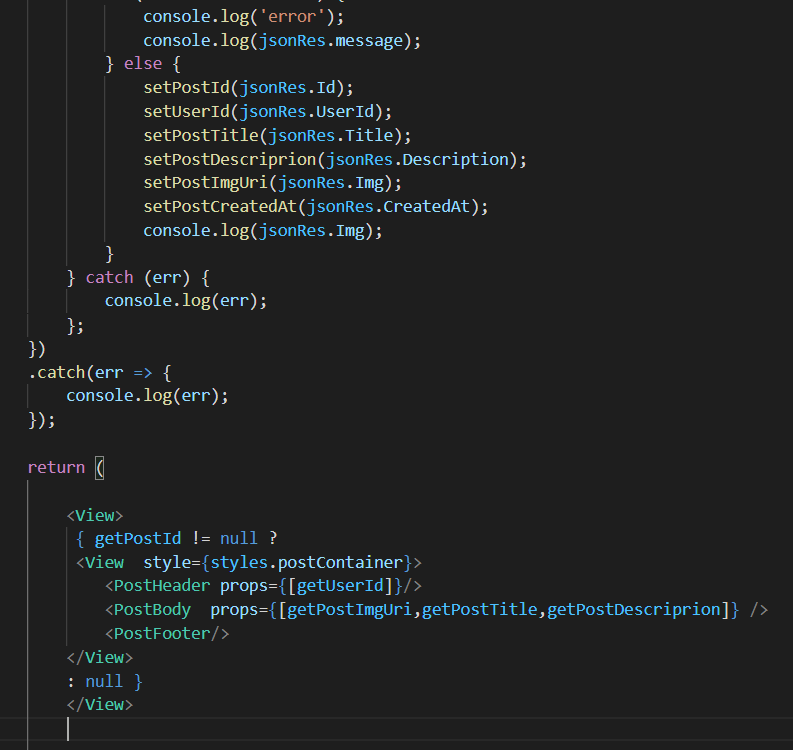 console.log('error');
console.log(jsonRes.message);
} else {
setPostId(jsonRes.Id);
setUserId(jsonRes.UserId);
setPostTitle(jsonRes.Title);
setPostDescriprion(jsonRes.Description);
setPostImgUri(jsonRes.Img);
setPostCreatedAt(jsonRes.CreatedAt);
console.log(jsonRes.Img);
}
} catch (err) {
console.log(err);
};
})
.catch(err => {
console.log(err);
});
return (
<View>
{ getPostId != null ?
<View  style={styles.postContainer}>
<PostHeader props={[getUserId]}/>
<PostBody  props={[getPostImgUri,getPostTitle,getPostDescriprion]} />
<PostFooter/>
</View>
: null }
</View>